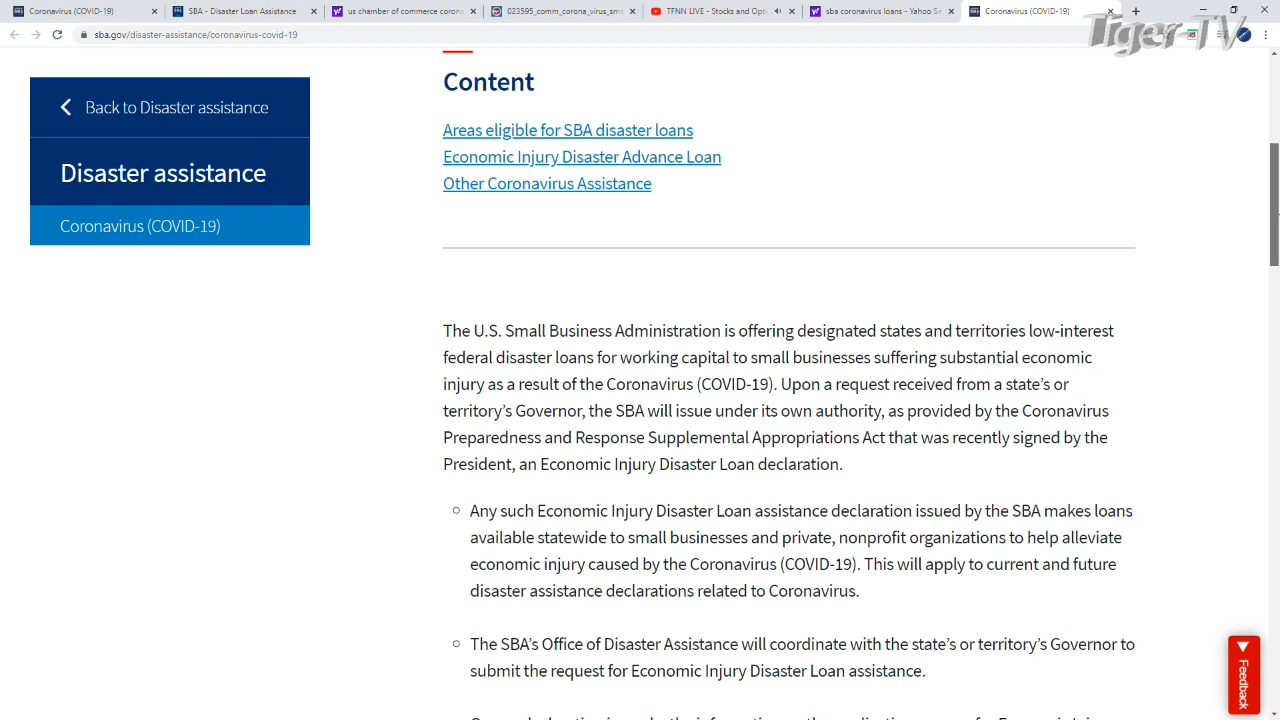 Coronavirus (COVID-19)
SBA - Disaster Loan Assistance
us chamber of commerce corona
023595_comm_corona_virus_sma
TFNN LIVE - Stocks and Opti
sba coronavirus loans - Yahoo Se
Coronavirus (COVID-19)
sba.gov/disaster-assistance/coronavirus-covid-19
Tiger-TV
Back to Disaster assistance
Disaster assistance
Coronavirus (COVID-19)
Content
Areas eligible for SBA disaster loans
Economic Injury Disaster Advance Loan
Other Coronavirus Assistance
The U.S. Small Business Administration is offering designated states and territories low-interest
federal disaster loans for working capital to small businesses suffering substantial economic
injury as a result of the Coronavirus (COVID-19). Upon a request received from a state’s or
territory’s Governor, the SBA will issue under its own authority, as provided by the Coronavirus
Preparedness and Response Supplemental Appropriations Act that was recently signed by the
President, an Economic Injury Disaster Loan declaration.
Any such Economic Injury Disaster Loan assistance declaration issued by the SBA makes loans
available statewide to small businesses and private, nonprofit organizations to help alleviate
economic injury caused by the Coronavirus (COVID-19). This will apply to current and future
disaster assistance declarations related to Coronavirus.
The SBA’s Office of Disaster Assistance will coordinate with the state’s or territory’s Governor to
submit the request for Economic Injury Disaster Loan assistance.
Feedback